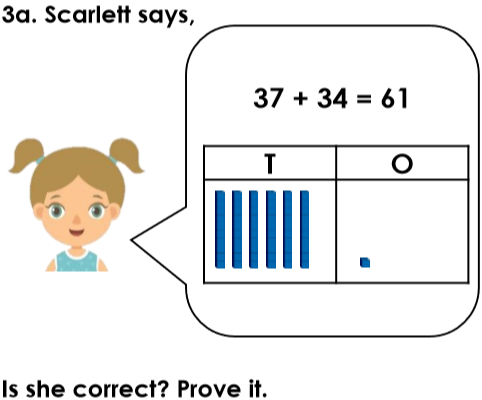 3a. Scarlett says,
37 + 34 = 61
T O
Is she correct? Prove it.